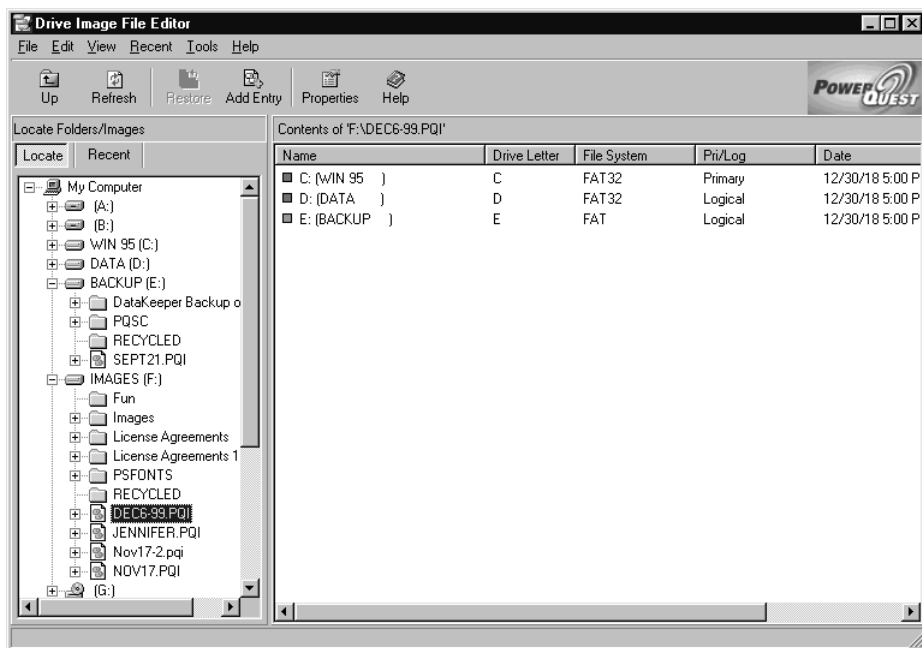 Drive Image File Editor
File Edit View Recent Tools Help
Up Refresh Restore Add Entry Properties Help
POWERQUEST
Locate Folders/Images
Locate Recent
My Computer
(A:)
(B:)
WIN 95 (C:)
DATA (D:)
BACKUP (E:)
DataKeeper Backup o
PQSC
RECYCLED
SEPT21.PQI
IMAGES (F:)
Fun
Images
License Agreements
License Agreements 1
PSFONTS
RECYCLED
DEC6-99.PQI
JENNIFER.PQI
Nov17-2.pqi
NOV17.PQI
(G:)
Contents of 'F:\DEC6-99.PQI'
Name Drive Letter File System Pri/Log Date
C: (WIN 95 ) C FAT32 Primary 12/30/18 5:00 P
D: (DATA ) D FAT32 Logical 12/30/18 5:00 P
E: (BACKUP ) E FAT Logical 12/30/18 5:00 P